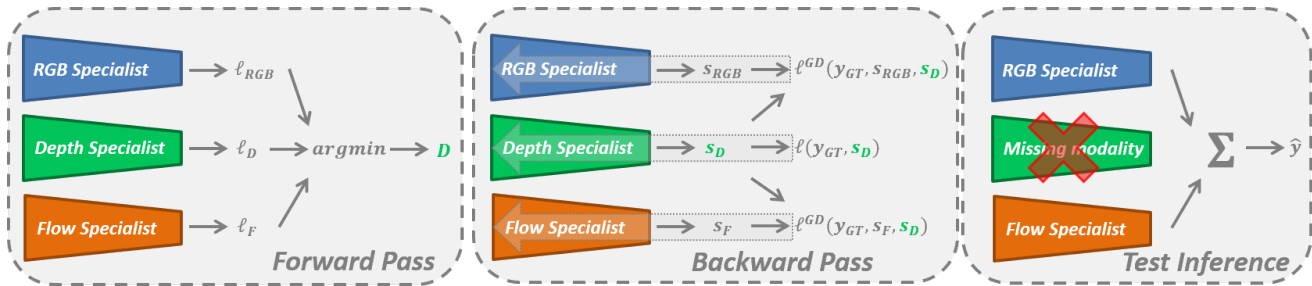 RGB Specialist ℓ_RGB
Depth Specialist ℓ_D argmin D
Flow Specialist ℓ_F
Forward Pass
RGB Specialist s_RGB ℓ^GD(y_GT, s_RGB, s_D)
Depth Specialist s_D ℓ(y_GT, s_D)
Flow Specialist s_F ℓ^GD(y_GT, s_F, s_D)
Backward Pass
RGB Specialist
Missing modality Σ ŷ
Flow Specialist
Test Inference